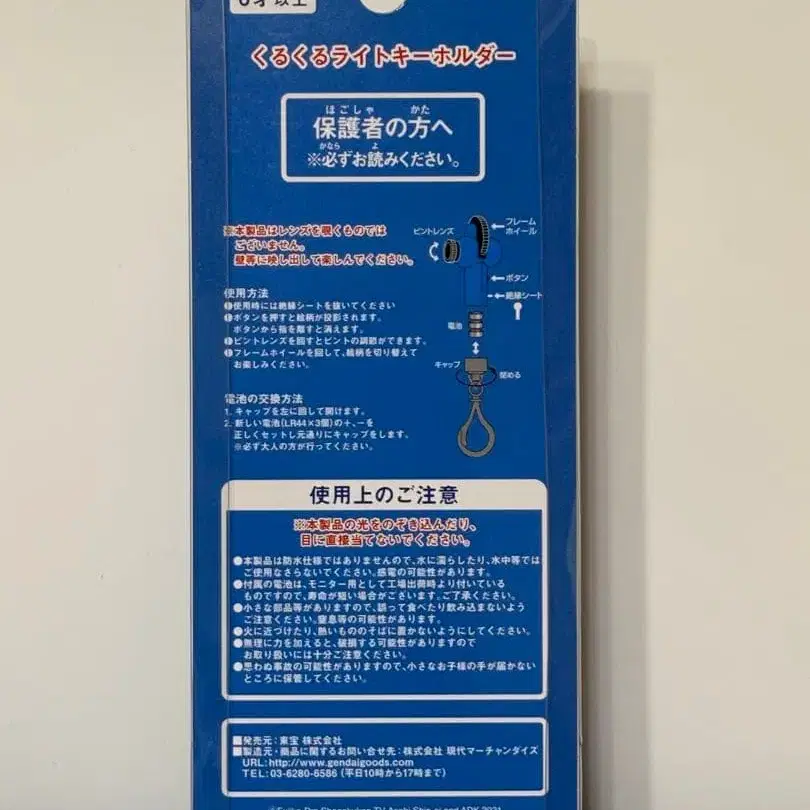 6才以上
くるくるライトキーホルダー
ほごしゃ かた
保護者の方へ
かなら よ
※必ずお読みください。
※本製品はレンズを覗くものでは
ございません。
壁等に映し出して楽しんでください。
ピントレンズ
フレーム
ホイール
ボタン
絶縁シート
電池
キャップ
閉める
使用方法
❶使用時には絶縁シートを抜いてください
❶ボタンを押すと絵柄が投影されます。
ボタンから指を離すと消えます。
❶ピントレンズを回すとピントの調節ができます。
❶フレームホイールを回して、絵柄を切り替えて
お楽しみください。
電池の交換方法
1. キャップを左に回して開けます。
2. 新しい電池(LR44×3個)の+、-を
正しくセットし元通りにキャップをします。
※必ず大人の方が行ってください。
使用上のご注意
※本製品の光をのぞき込んだり、
目に直接当てないでください。
●本製品は防水仕様ではありませんので、水に濡らしたり、水中等では
ご使用なさらないでください。感電の可能性があります。
●付属の電池は、モニター用として工場出荷時より付いている
ものですので、寿命が短い場合がございます。ご了承ください。
●小さな部品等がありますので、誤って食べたり飲み込まないよう
ご注意ください。窒息等の可能性があります。
●火に近づけたり、熱いもののそばに置かないようにしてください。
●無理に力を加えると、破損する可能性がありますので
お取り扱いには十分ご注意ください。
●思わぬ事故の可能性がありますので、小さなお子様の手が届かない
ところに保管してください。
■発売元：東宝 株式会社
■製造元・商品に関するお問い合せ先：株式会社 現代マーチャンダイズ
URL:http://www.gendaigoods.com
TEL:03-6280-6586 (平日10時から17時まで)